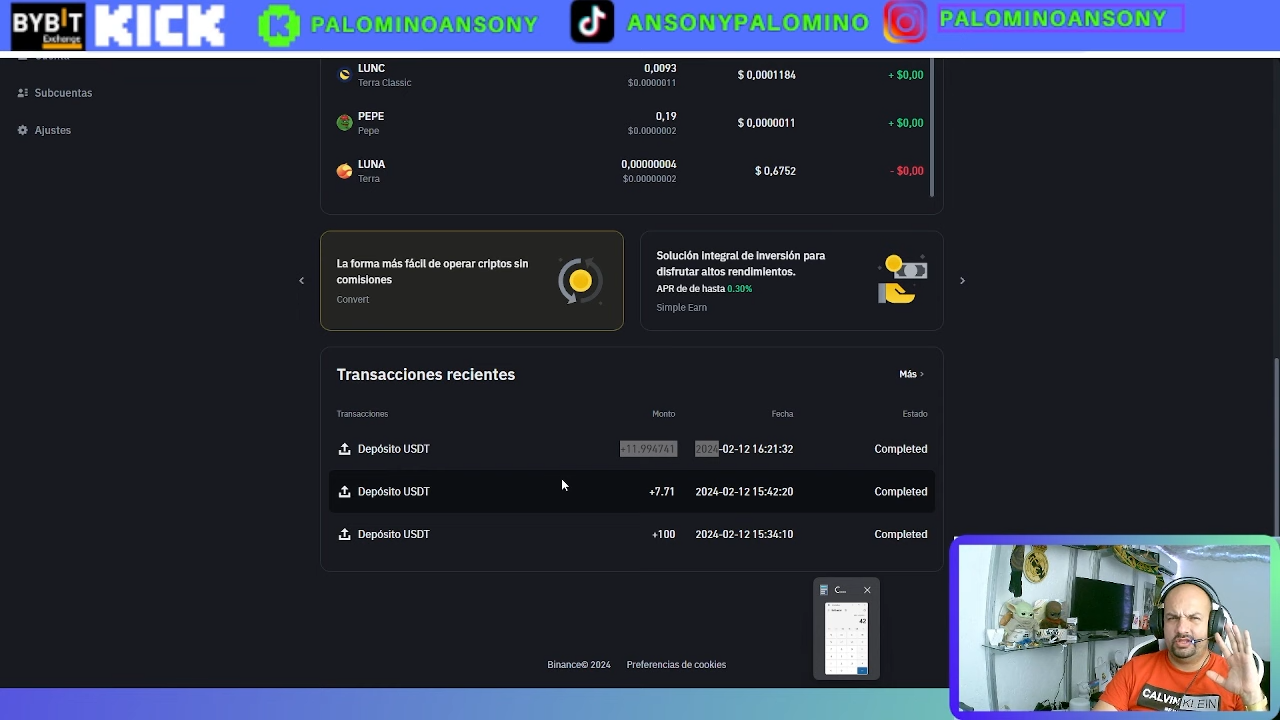 BYBIT
Exchange
KICK
PALOMINOANSONY
ANSONYPALOMINO
PALOMINOANSONY
Subcuentas
Ajustes
LUNC 0,0093 $ 0,0001184 + $0,00
Terra Classic $0.0000011
PEPE 0,19 $ 0,0000011 + $0,00
Pepe $0.0000002
LUNA 0,00000004 $ 0,6752 - $0,00
Terra $0.00000002
La forma más fácil de operar criptos sin
comisiones
Convert
Solución integral de inversión para
disfrutar altos rendimientos.
APR de de hasta 0.30%
Simple Earn
Transacciones recientes Más >
Transacciones Monto Fecha Estado
Depósito USDT +11.994741 2024-02-12 16:21:32 Completed
Depósito USDT +7.71 2024-02-12 15:42:20 Completed
Depósito USDT +100 2024-02-12 15:34:10 Completed
C...
42
Binance© 2024 Preferencias de cookies
CALVIN
KLEIN